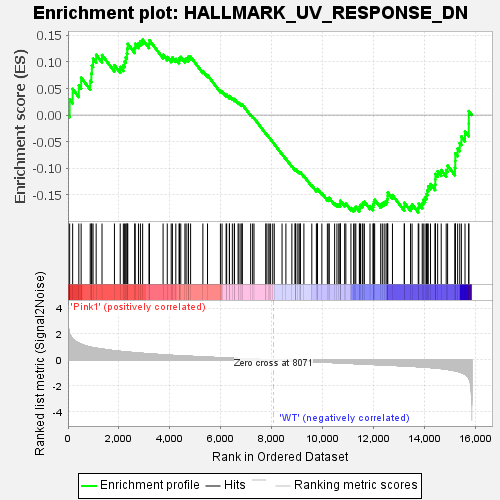 Enrichment plot: HALLMARK_UV_RESPONSE_DN
Enrichment score (ES)
0.15
0.10
0.05
0.00
-0.05
-0.10
-0.15
'Pink1' (positively correlated)
Ranked list metric (Signal2Noise)
4
2
0
-2
-4
Zero cross at 8071
'WT' (negatively correlated)
0
2,000
4,000
6,000
8,000
10,000
12,000
14,000
16,000
Rank in Ordered Dataset
Enrichment profile
Hits
Ranking metric scores